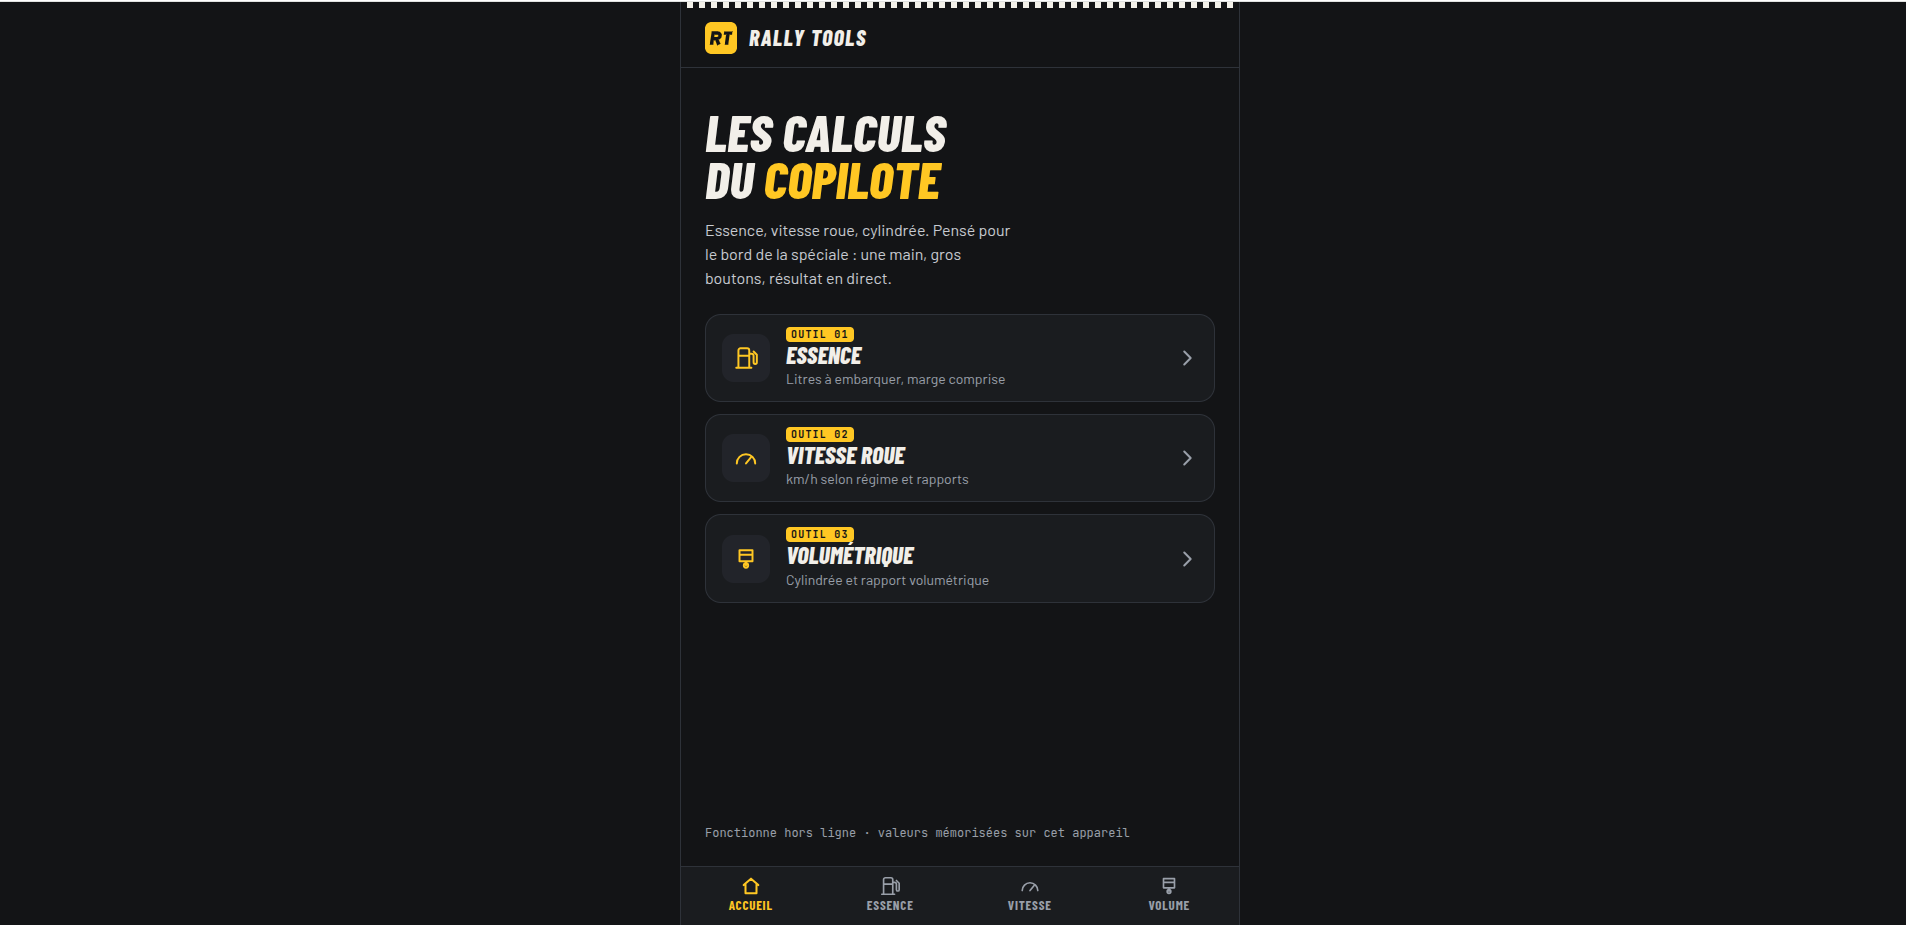 RT RALLY TOOLS
LES CALCULS
DU COPILOTE
Essence, vitesse roue, cylindrée. Pensé pour
le bord de la spéciale : une main, gros
boutons, résultat en direct.
OUTIL 01
ESSENCE
Litres à embarquer, marge comprise
OUTIL 02
VITESSE ROUE
km/h selon régime et rapports
OUTIL 03
VOLUMÉTRIQUE
Cylindrée et rapport volumétrique
Fonctionne hors ligne · valeurs mémorisées sur cet appareil
ACCUEIL ESSENCE VITESSE VOLUME